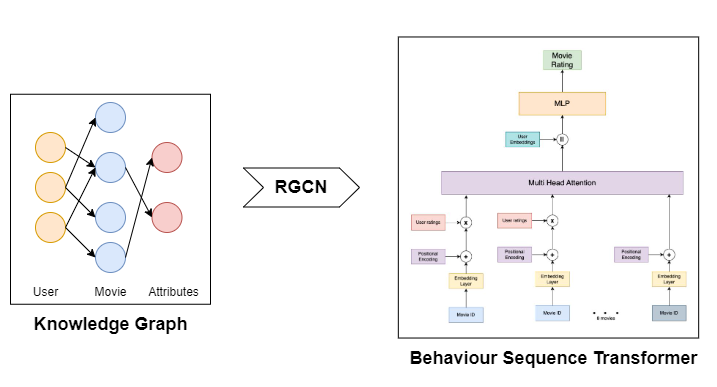 User
Movie
Attributes
Knowledge Graph
RGCN
Movie
Rating
MLP
User
Embeddings
||
Multi Head Attention
User ratings
x
User ratings
x
Positional
Encoding
+
Positional
Encoding
+
Positional
Encoding
+
Embedding
Layer
Embedding
Layer
Embedding
Layer
Movie ID
Movie ID
• • •
8 movies
Movie ID
Behaviour Sequence Transformer